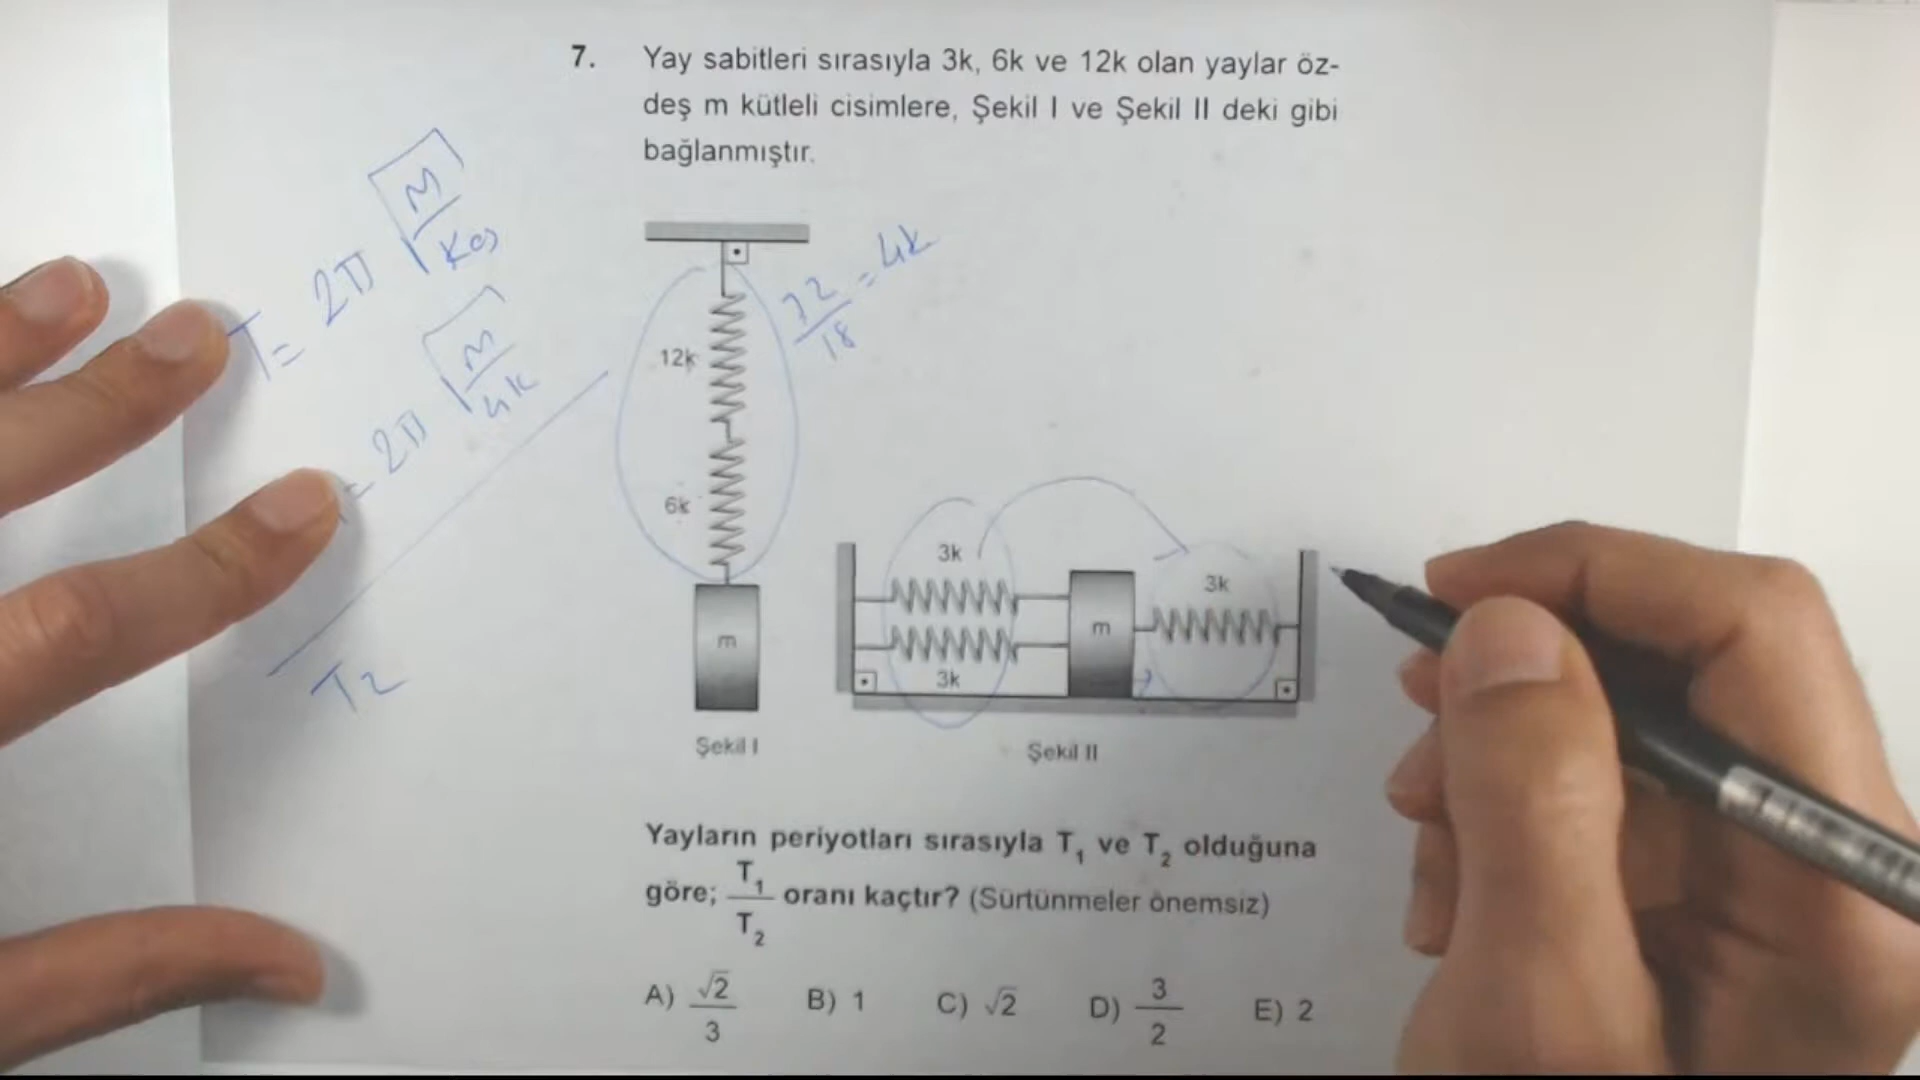 7. Yay sabitleri sırasıyla 3k, 6k ve 12k olan yaylar öz-
deş m kütleli cisimlere, Şekil I ve Şekil II deki gibi
bağlanmıştır.
T = 2π √(m/k
= 2π √(m/4k)
T2
72/18 = 4k
12k
6k
m
Şekil I
3k
3k
m
3k
Şekil II
Yayların periyotları sırasıyla T₁ ve T₂ olduğuna
göre; T₁/T₂ oranı kaçtır? (Sürtünmeler önemsiz)
A) √2/3 B) 1 C) √2 D) 3/2 E) 2